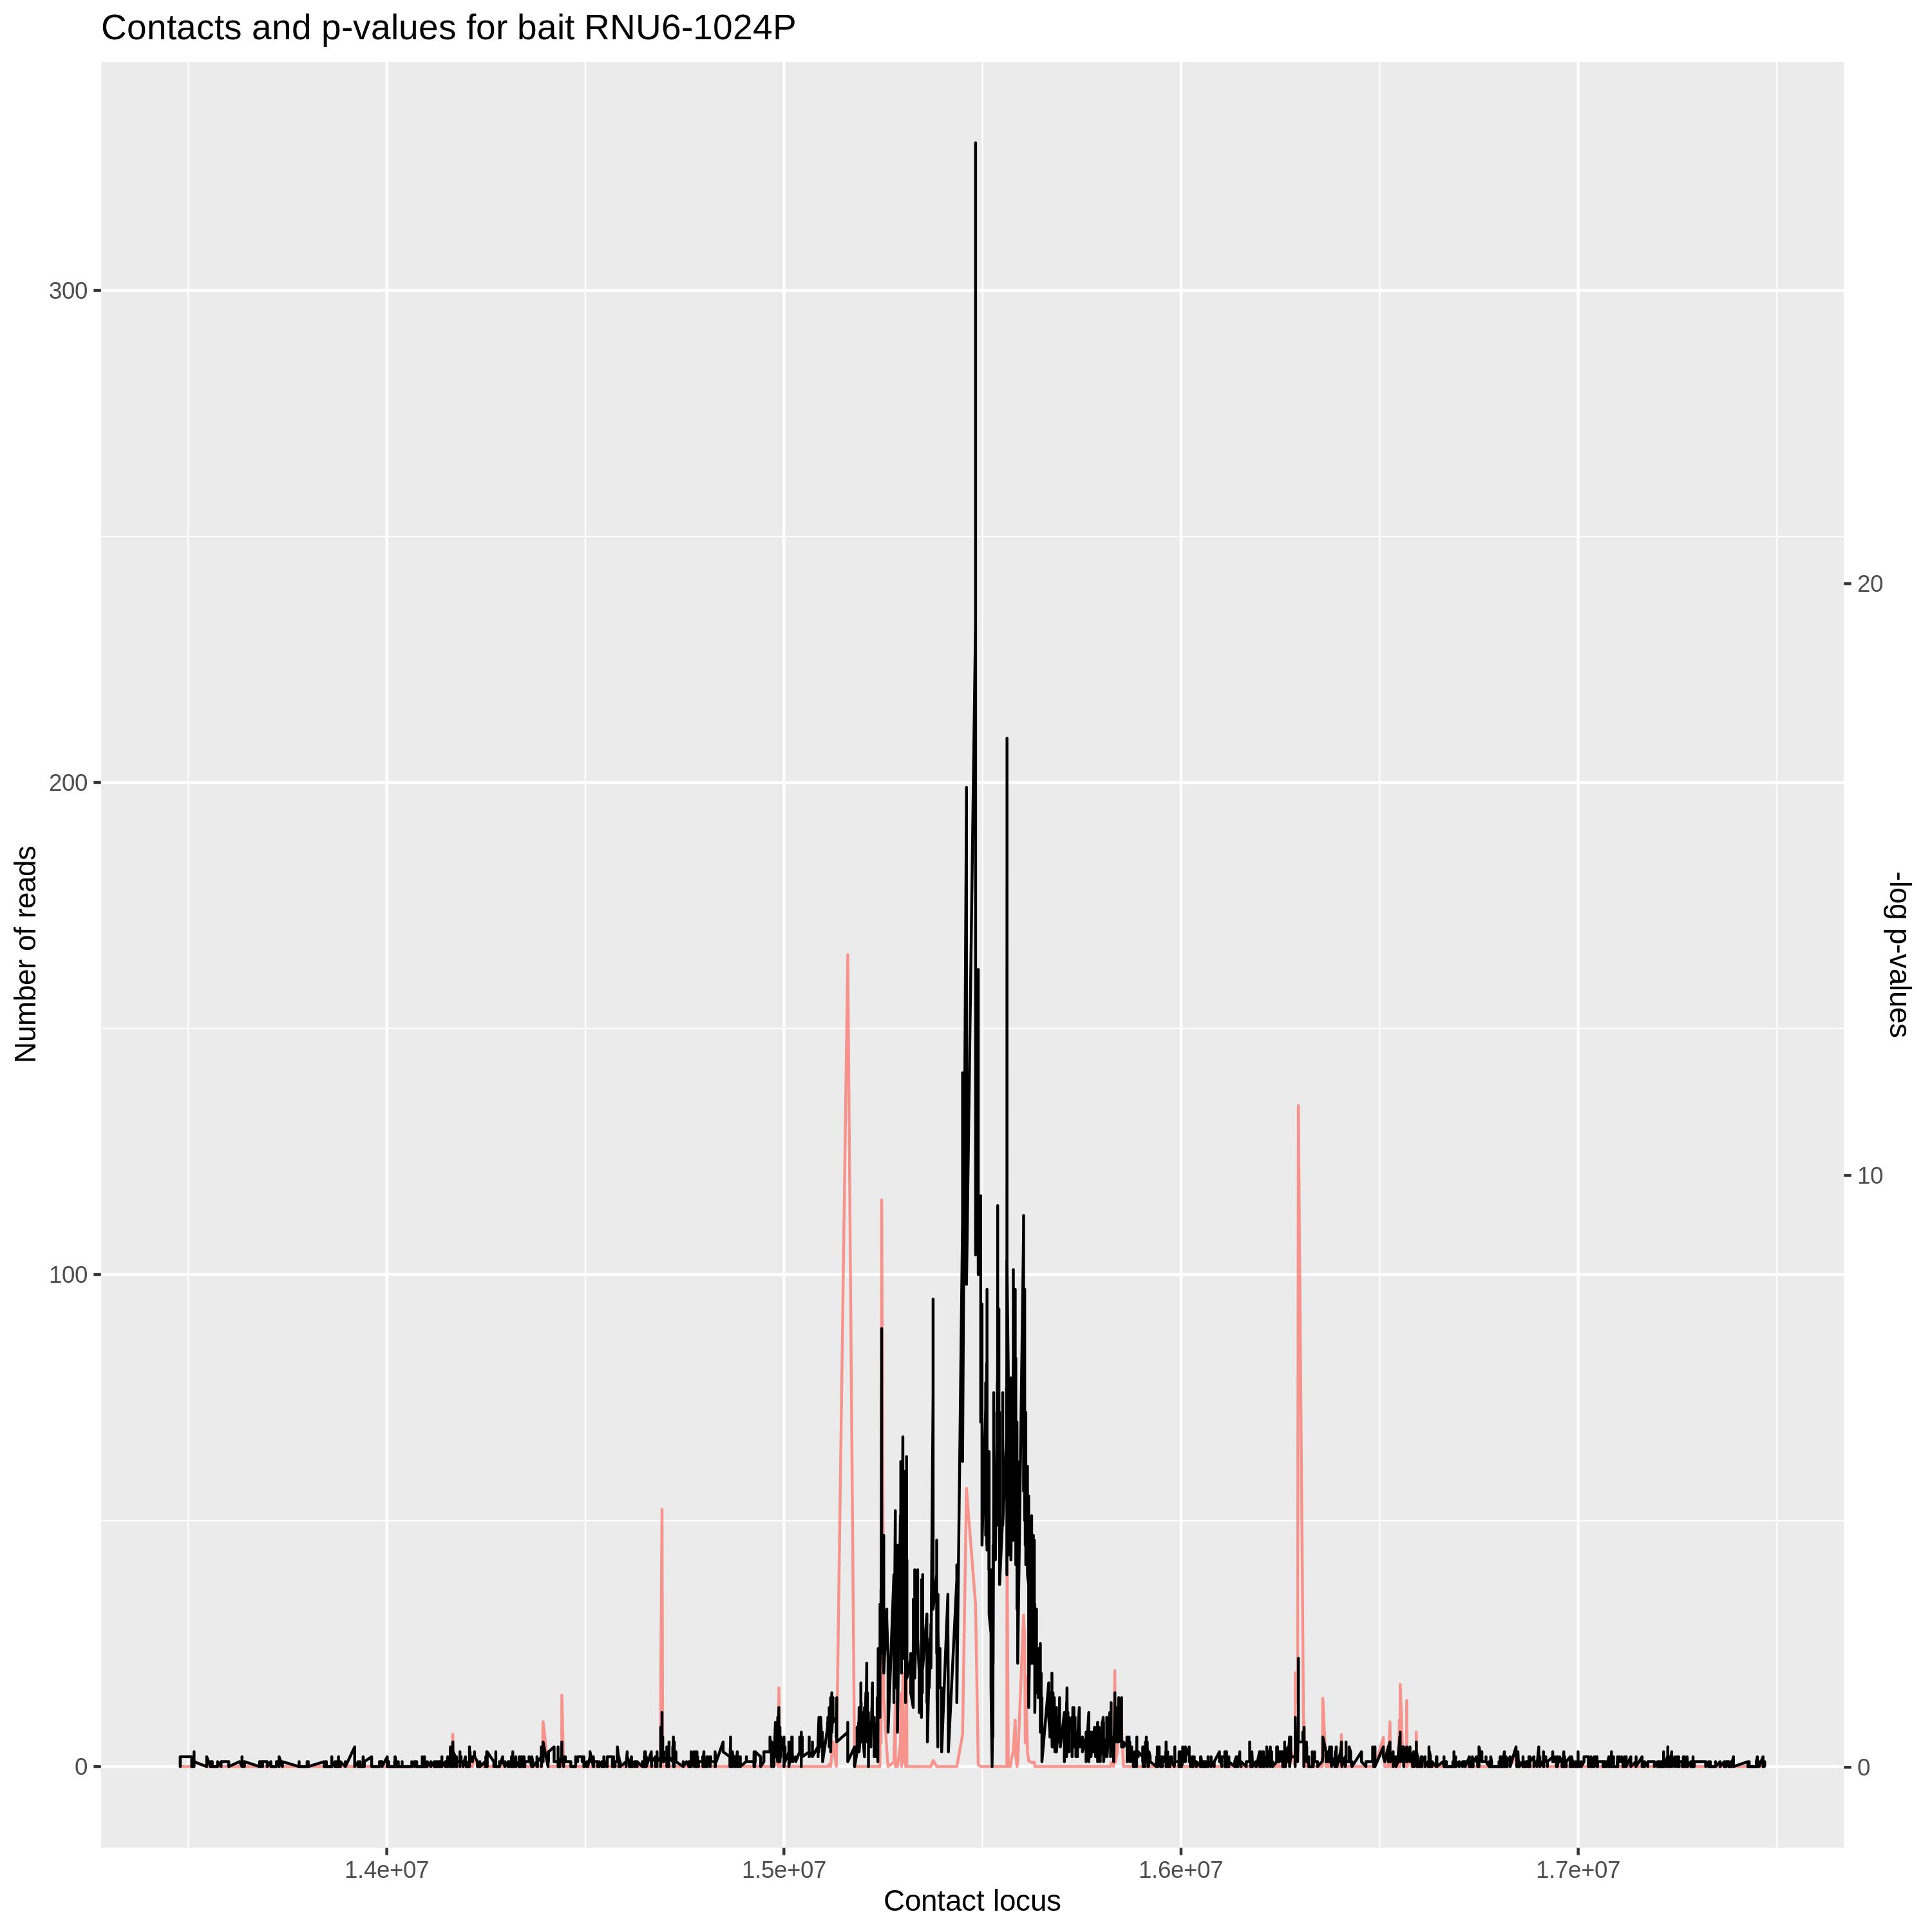 Contacts and p-values for bait RNU6-1024P
300
200
100
0
Number of reads
20
10
0
-log p-values
1.4e+07
1.5e+07
1.6e+07
1.7e+07
Contact locus